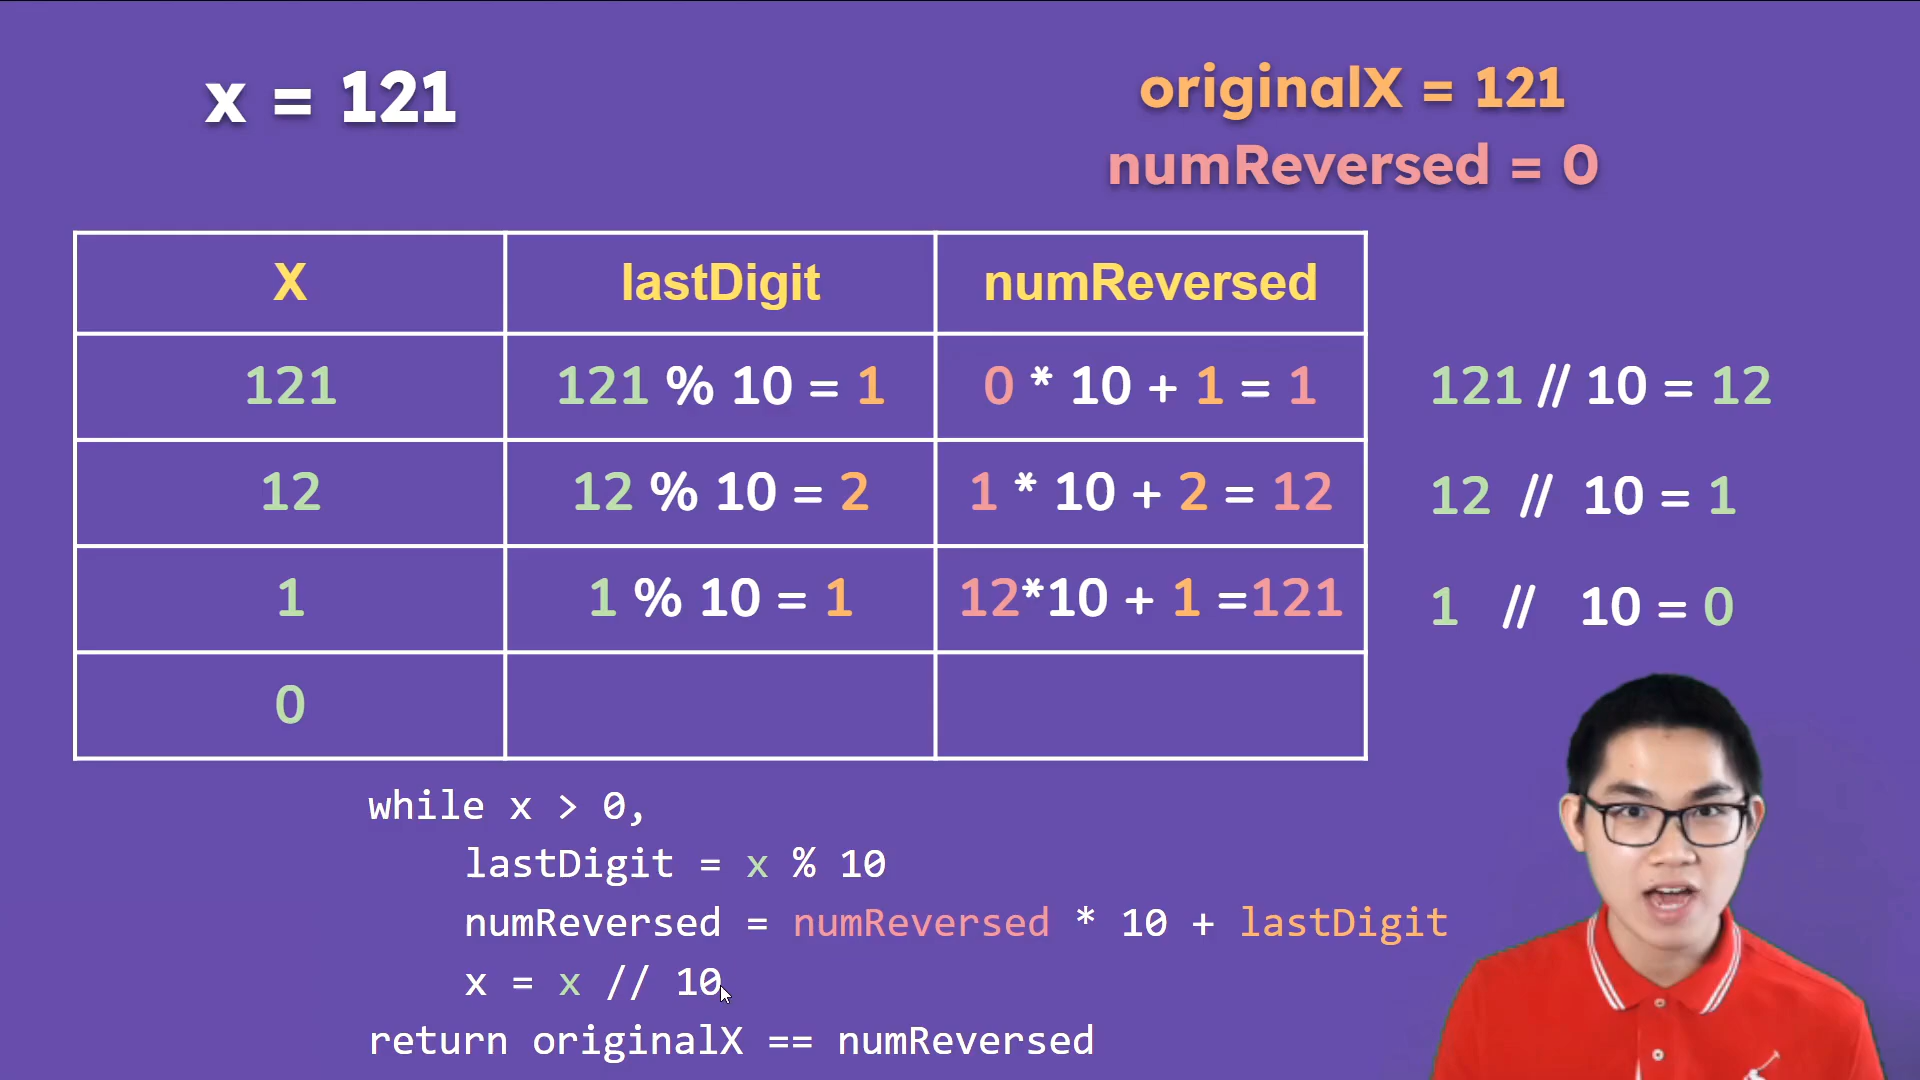 x = 121
originalX = 121
numReversed = 0
X lastDigit numReversed
121 121 % 10 = 1 0 * 10 + 1 = 1 121 // 10 = 12
12 12 % 10 = 2 1 * 10 + 2 = 12 12 // 10 = 1
1 1 % 10 = 1 12*10 + 1 =121 1 // 10 = 0
0
while x > 0,
lastDigit = x % 10
numReversed = numReversed * 10 + lastDigit
x = x // 10
return originalX == numReversed